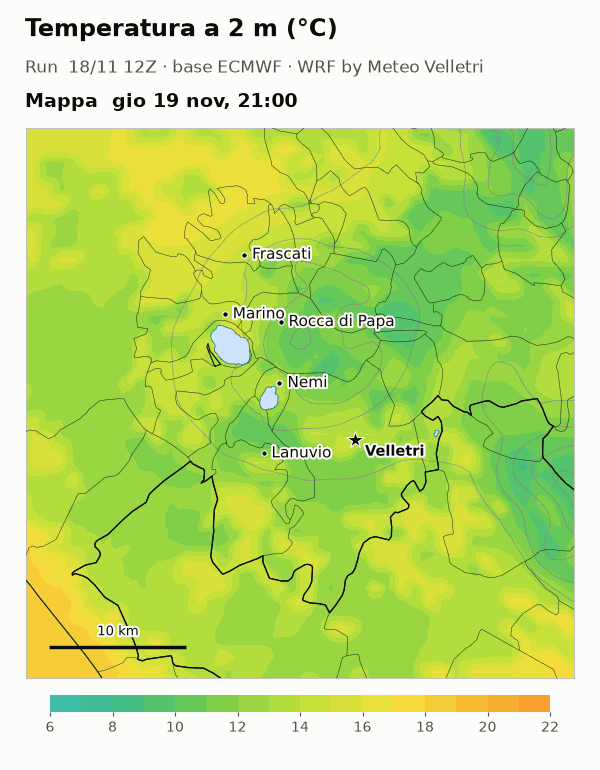 Temperatura a 2 m (°C)
Run  18/11 12Z · base ECMWF · WRF by Meteo Velletri
Mappa  gio 19 nov, 21:00
Frascati
Marino
Rocca di Papa
Nemi
Velletri
Lanuvio
10 km
6 8 10 12 14 16 18 20 22